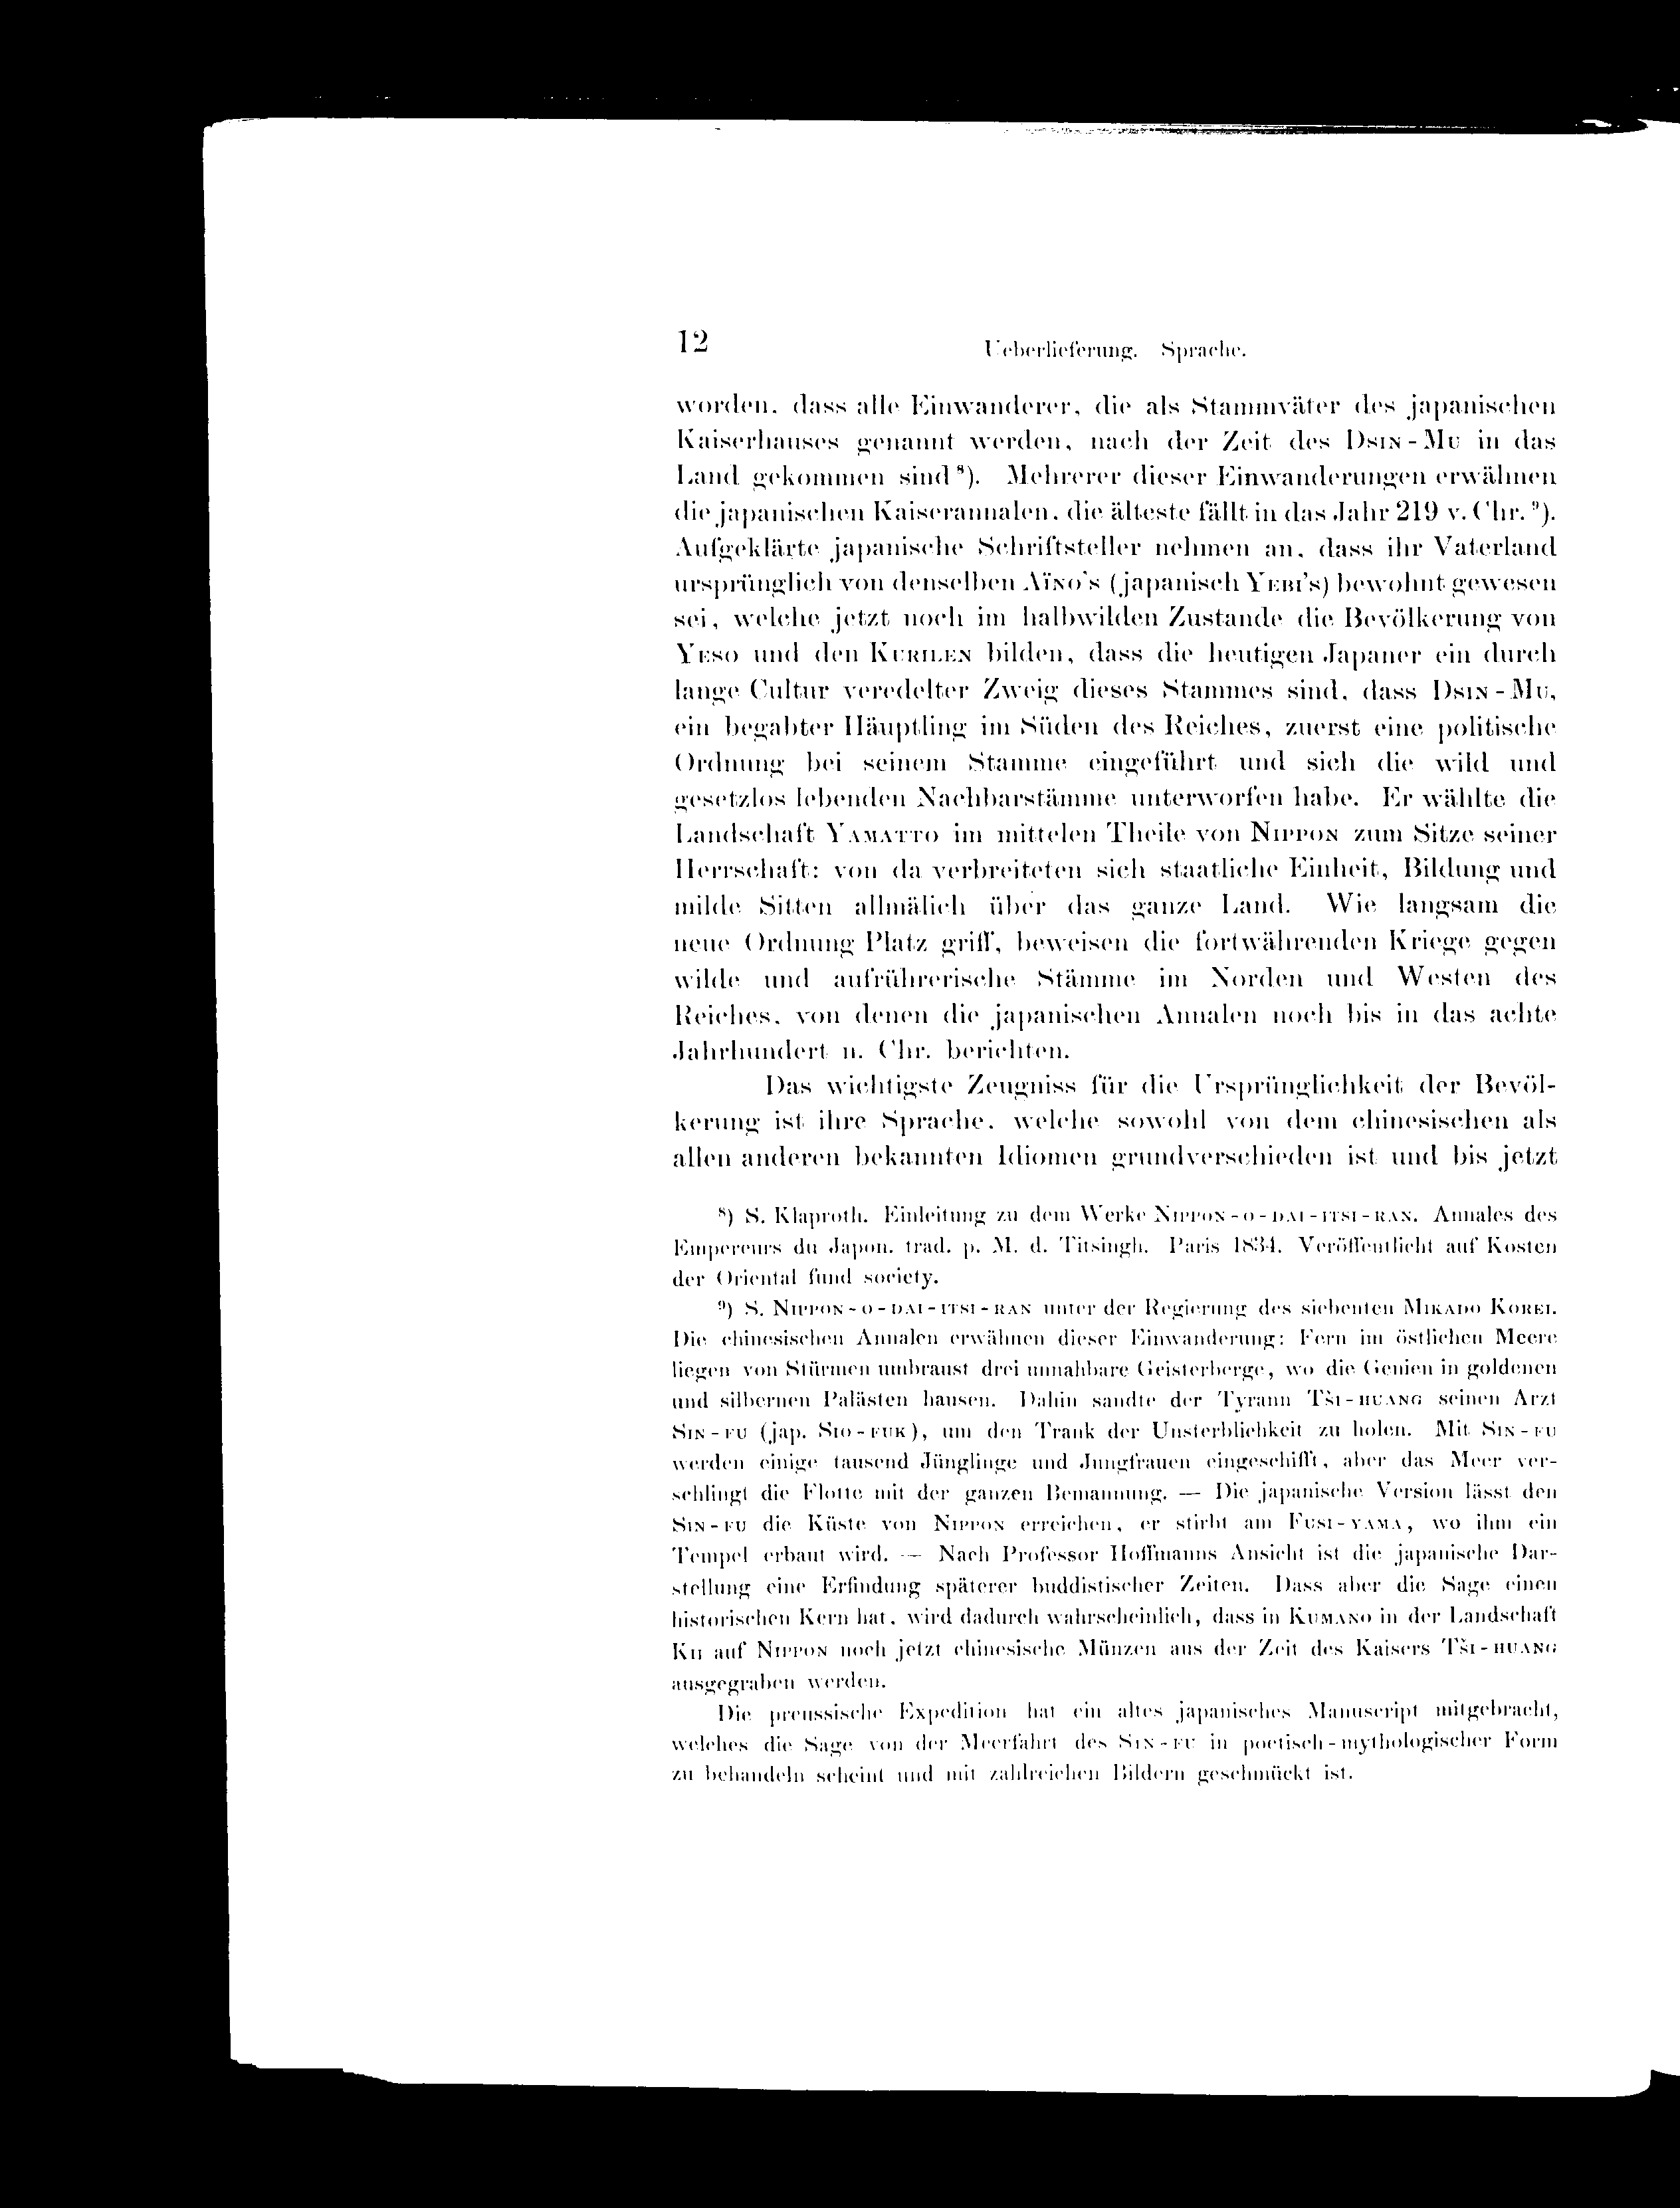 12
Ueberlieferung. Sprache.
worden, dass alle Einwanderer, die als Stammväter des japanischen
Kaiserhauses genannt werden, nach der Zeit des Dsin-Mu in das
Land gekommen sind⁸). Mehrerer dieser Einwanderungen erwähnen
die japanischen Kaiserannalen, die älteste fällt in das Jahr 219 v. Chr.⁹).
Aufgeklärte japanische Schriftsteller nehmen an, dass ihr Vaterland
ursprünglich von denselben Aïno's (japanisch Yebi's) bewohnt gewesen
sei, welche jetzt noch im halbwilden Zustande die Bevölkerung von
Yeso und den Kurilen bilden, dass die heutigen Japaner ein durch
lange Cultur veredelter Zweig dieses Stammes sind, dass Dsin-Mu,
ein begabter Häuptling im Süden des Reiches, zuerst eine politische
Ordnung bei seinem Stamme eingeführt und sich die wild und
gesetzlos lebenden Nachbarstämme unterworfen habe. Er wählte die
Landschaft Yamatto im mittelen Theile von Nippon zum Sitze seiner
Herrschaft: von da verbreiteten sich staatliche Einheit, Bildung und
milde Sitten allmälich über das ganze Land. Wie langsam die
neue Ordnung Platz griff, beweisen die fortwährenden Kriege gegen
wilde und aufrührerische Stämme im Norden und Westen des
Reiches, von denen die japanischen Annalen noch bis in das achte
Jahrhundert n. Chr. berichten.
Das wichtigste Zeugniss für die Ursprünglichkeit der Bevöl-
kerung ist ihre Sprache, welche sowohl von dem chinesischen als
allen anderen bekannten Idiomen grundverschieden ist und bis jetzt
⁸) S. Klaproth. Einleitung zu dem Werke Nippon-o-dai-itsi-ran. Annales des
Empereurs du Japon. trad. p. M. d. Titsingh. Paris 1834. Veröffentlicht auf Kosten
der Oriental fund society.
⁹) S. Nippon-o-dai-itsi-ran unter der Regierung des siebenten Mikado Korei.
Die chinesischen Annalen erwähnen dieser Einwanderung: Fern im östlichen Meere
liegen von Stürmen umbraust drei unnahbare Geisterberge, wo die Genien in goldenen
und silbernen Palästen hausen. Dahin sandte der Tyrann Tši-huang seinen Arzt
Sin-fu (jap. Sio-fuk), um den Trank der Unsterblichkeit zu holen. Mit Sin-fu
werden einige tausend Jünglinge und Jungfrauen eingeschifft, aber das Meer ver-
schlingt die Flotte mit der ganzen Bemannung. — Die japanische Version lässt den
Sin-fu die Küste von Nippon erreichen, er stirbt am Fusi-yama, wo ihm ein
Tempel erbaut wird. — Nach Professor Hoffmanns Ansicht ist die japanische Dar-
stellung eine Erfindung späterer buddistischer Zeiten. Dass aber die Sage einen
historischen Kern hat, wird dadurch wahrscheinlich, dass in Kumano in der Landschaft
Kii auf Nippon noch jetzt chinesische Münzen aus der Zeit des Kaisers Tši-huang
ausgegraben werden.
Die preussische Expedition hat ein altes japanisches Manuscript mitgebracht,
welches die Sage von der Meerfahrt des Sin-fu in poetisch-mythologischer Form
zu behandeln scheint und mit zahlreichen Bildern geschmückt ist.